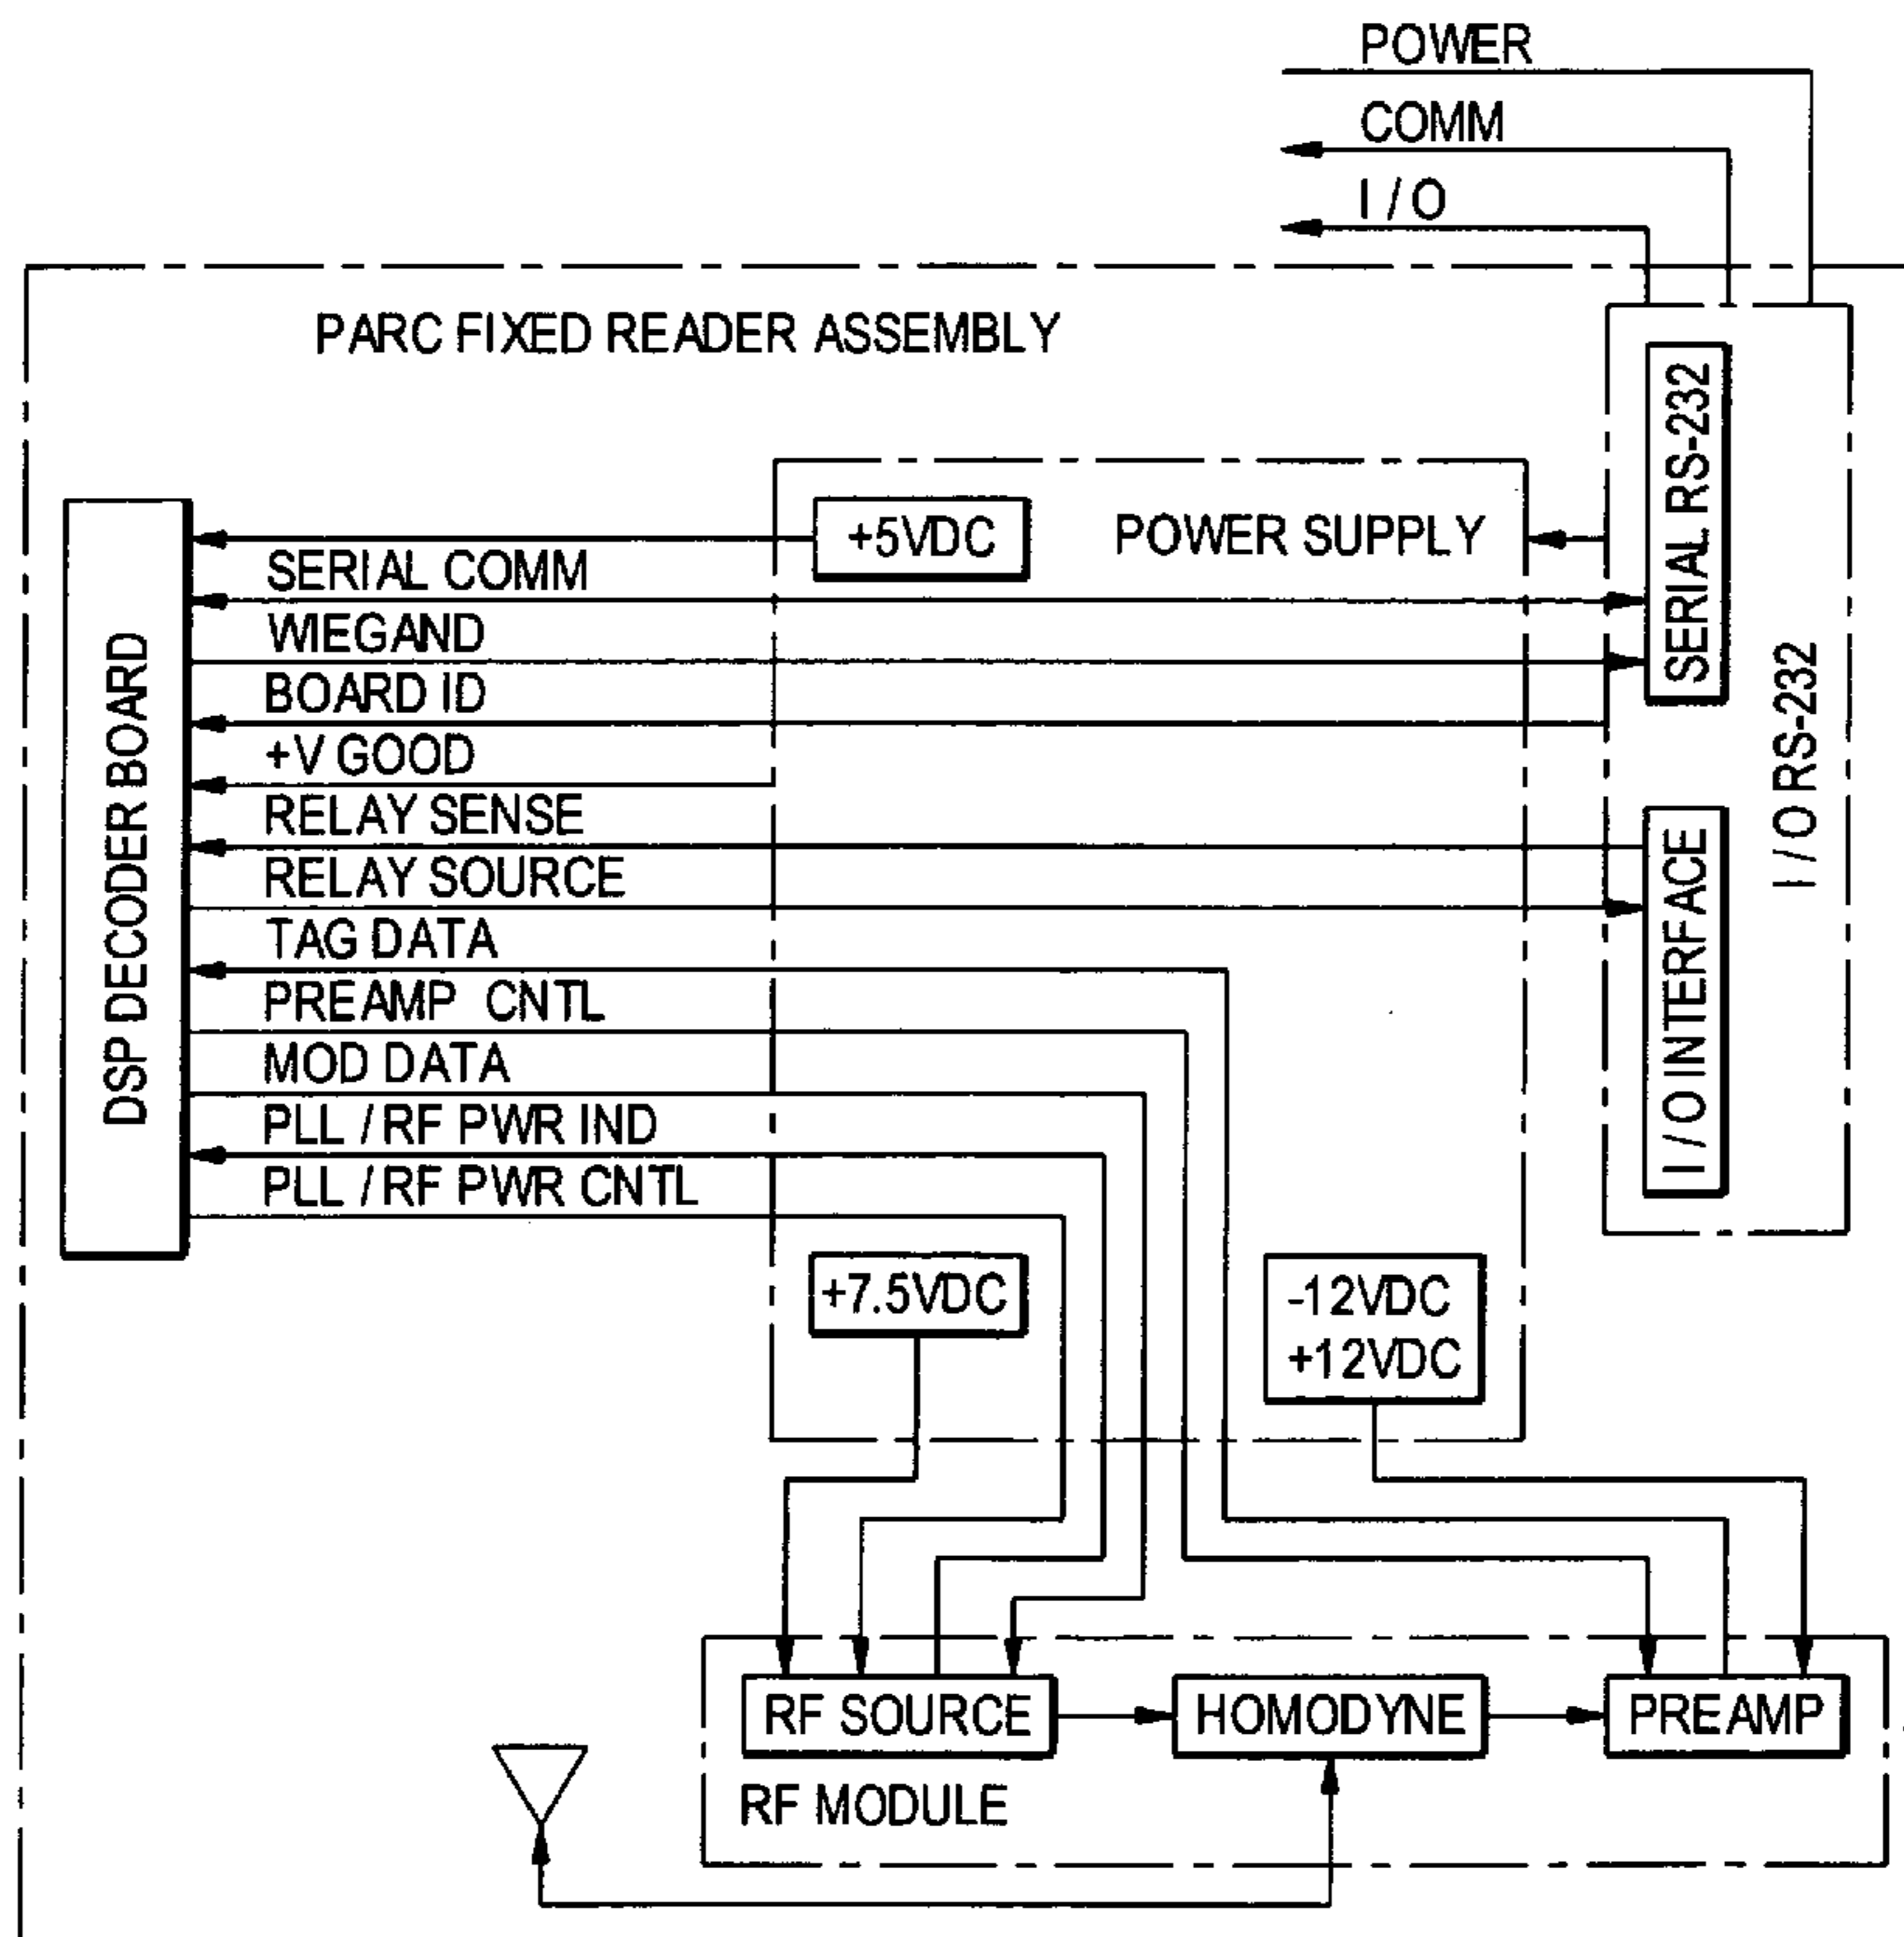 POWER
COMM
I / O
PARC FIXED READER ASSEMBLY
SERIAL RS-232
I / O RS-232
+5VDC
POWER SUPPLY
DSP DECODER BOARD
SERIAL COMM
WIEGAND
BOARD ID
+V GOOD
RELAY SENSE
RELAY SOURCE
TAG DATA
PREAMP CNTL
MOD DATA
PLL / RF PWR IND
PLL / RF PWR CNTL
I / O INTERFACE
+7.5VDC
-12VDC
+12VDC
RF SOURCE
HOMODYNE
PREAMP
RF MODULE